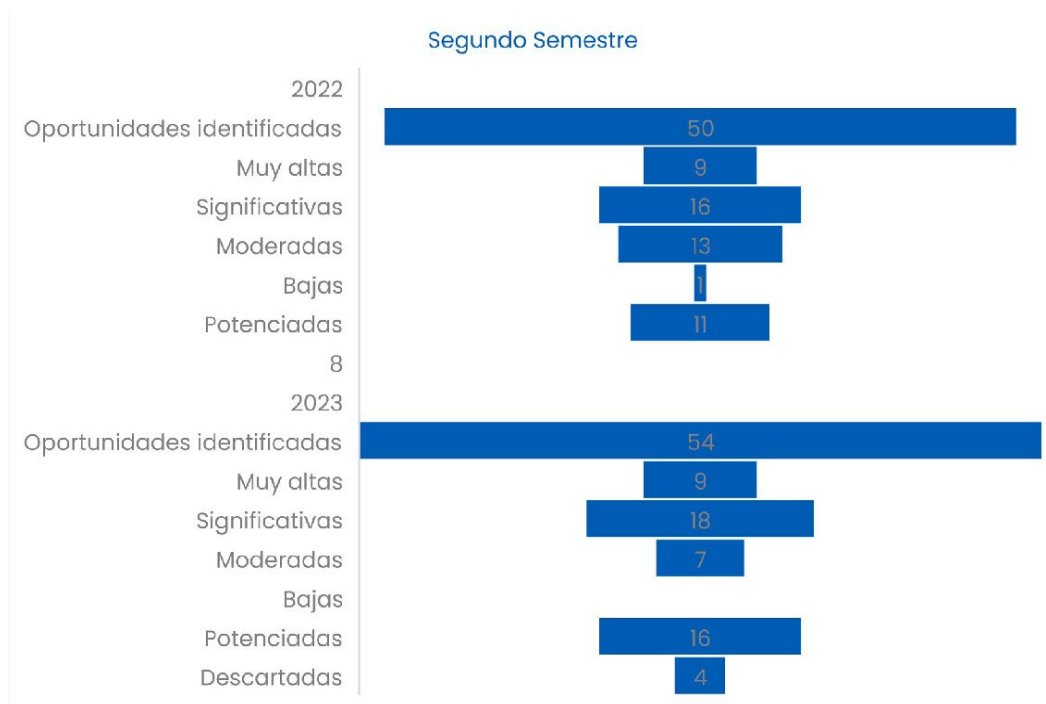 Segundo Semestre
2022
Oportunidades identificadas 50
Muy altas 9
Significativas 16
Moderadas 13
Bajas 1
Potenciadas 11
8
2023
Oportunidades identificadas 54
Muy altas 9
Significativas 18
Moderadas 7
Bajas
Potenciadas 16
Descartadas 4